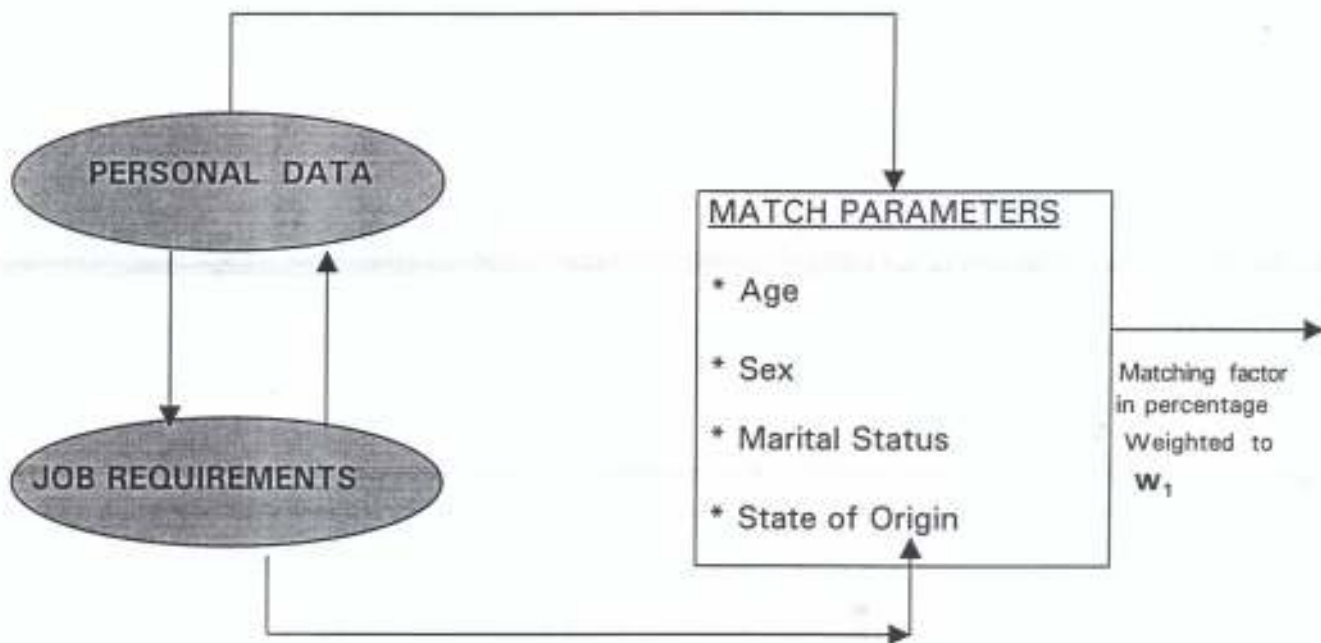 PERSONAL DATA
JOB REQUIREMENTS
MATCH PARAMETERS
* Age
* Sex
* Marital Status
* State of Origin
Matching factor
in percentage
Weighted to
W₁